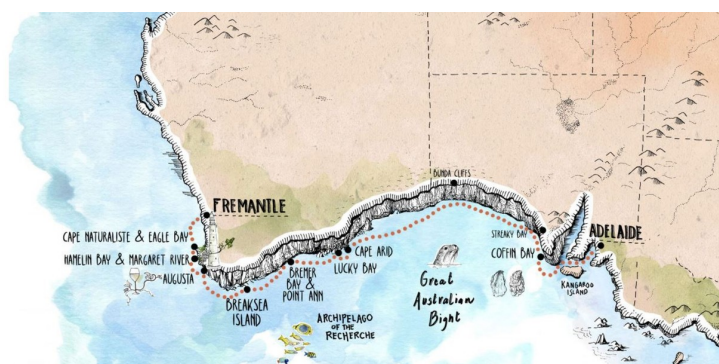 FREMANTLE
CAPE NATURALISTE & EAGLE BAY
HAMELIN BAY & MARGARET RIVER
AUGUSTA
BREAKSEA
ISLAND
BREMER
BAY &
POINT ANN
ARCHIPELAGO
OF THE
RECHERCHE
CAPE ARID
LUCKY BAY
BUNDA CLIFFS
Great
Australian
Bight
STREAKY BAY
COFFIN BAY
ADELAIDE
KANGAROO
ISLAND